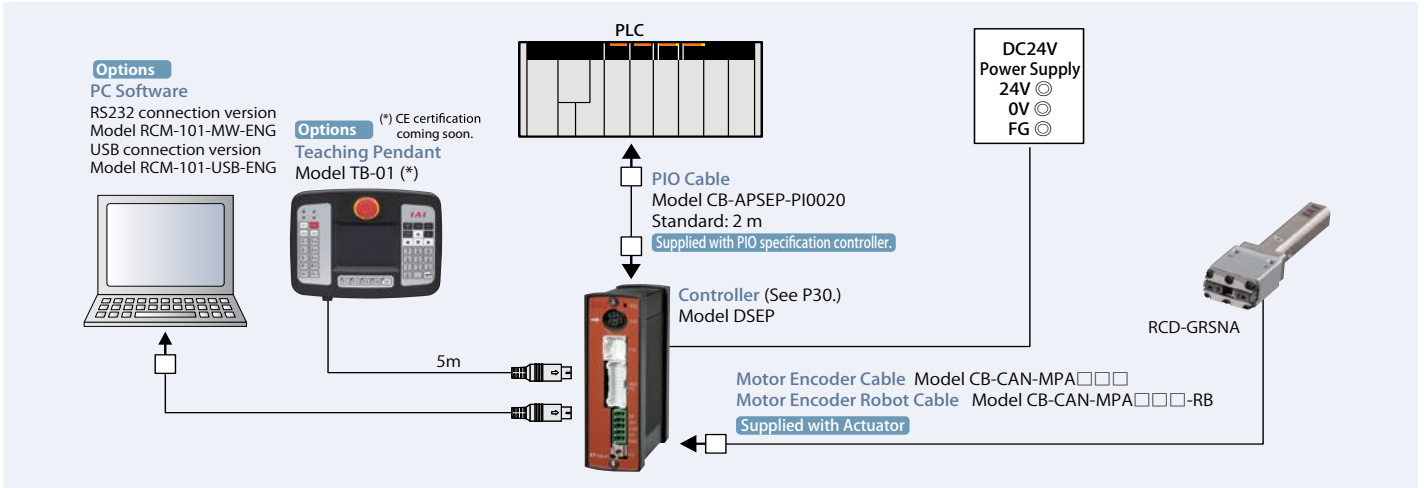 Options
PC Software
RS232 connection version
Model RCM-101-MW-ENG
USB connection version
Model RCM-101-USB-ENG
Options
(*) CE certification
coming soon.
Teaching Pendant
Model TB-01 (*)
IAI
5m
PLC
PIO Cable
Model CB-APSEP-PI0020
Standard: 2 m
Supplied with PIO specification controller.
Controller (See P30.)
Model DSEP
DC24V
Power Supply
24V ◎
0V ◎
FG ◎
RCD-GRSNA
Motor Encoder Cable Model CB-CAN-MPA□□□
Motor Encoder Robot Cable Model CB-CAN-MPA□□□-RB
Supplied with Actuator